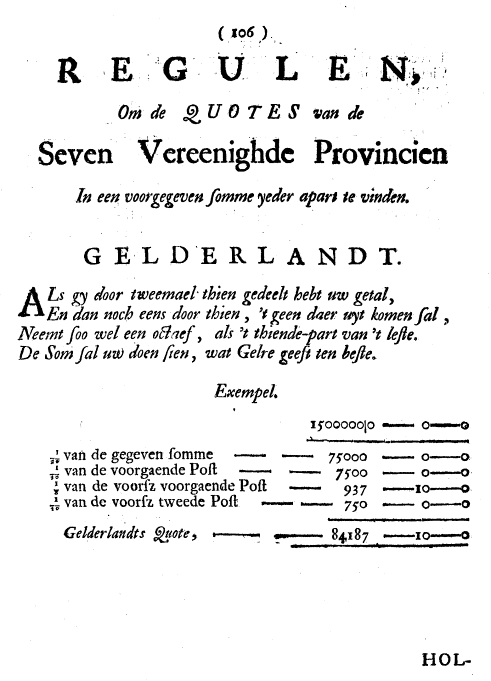 ( 106 )
REGULEN,
Om de QUOTES van de
Seven Vereenighde Provincien
In een voorgegeven ſomme yeder apart te vinden.
GELDERLANDT.
ALs gy door tweemael thien gedeelt hebt uw getal,
En dan noch eens door thien, 't geen daer uyt komen ſal,
Neemt ſoo wel een octaef, als 't thiende-part van 't leſte.
De Som ſal uw doen ſien, wat Gelre geeft ten beſte.
Exempel.
1500000|0 — 0 — 0
1/20 van de gegeven ſomme — — 75000 — 0 — 0
1/10 van de voorgaende Poſt — — 7500 — 0 — 0
1/8 van de voorſz voorgaende Poſt — 937 — 10 — 0
1/10 van de voorſz tweede Poſt — — 750 — 0 — 0
Gelderlandts Quote, — — 84187 — 10 — 0
HOL-